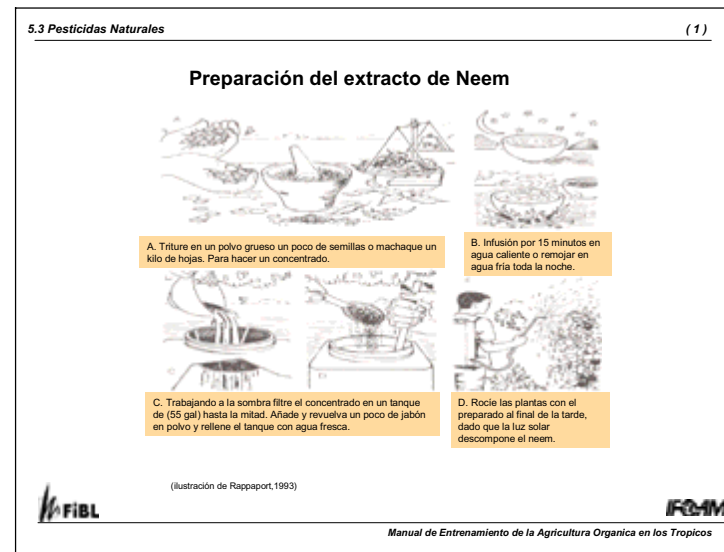 5.3 Pesticidas Naturales
( 1 )
Preparación del extracto de Neem
A. Triture en un polvo grueso un poco de semillas o machaque un
kilo de hojas. Para hacer un concentrado.
B. Infusión por 15 minutos en
agua caliente o remojar en
agua fría toda la noche.
C
D
C. Trabajando a la sombra filtre el concentrado en un tanque
de (55 gal) hasta la mitad. Añade y revuelva un poco de jabón
en polvo y rellene el tanque con agua fresca.
D. Rocíe las plantas con el
preparado al final de la tarde,
dado que la luz solar
descompone el neem.
(ilustración de Rappaport,1993)
FiBL
IFOAM
Manual de Entrenamiento de la Agricultura Organica en los Tropicos